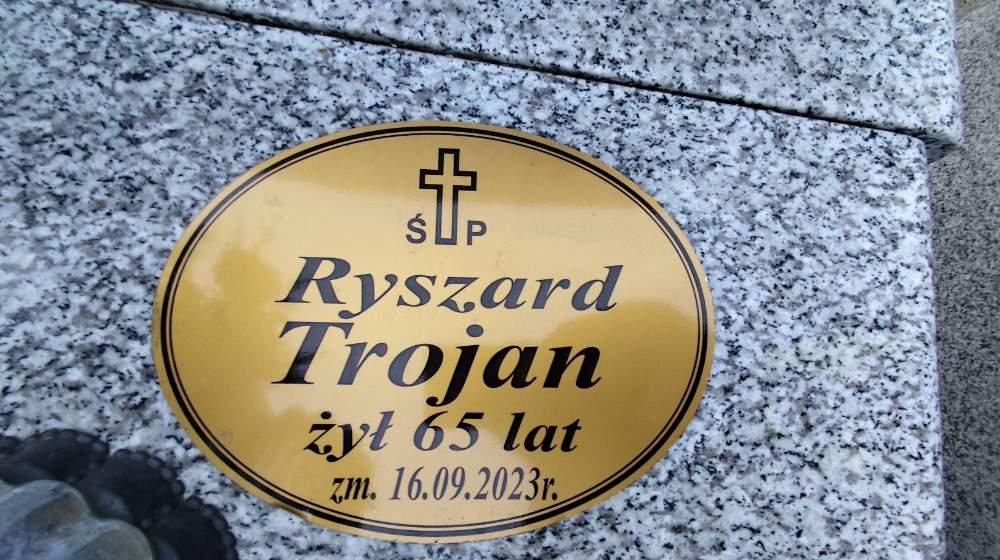 Ś P
Ryszard
Trojan
żył 65 lat
zm. 16.09.2023r.